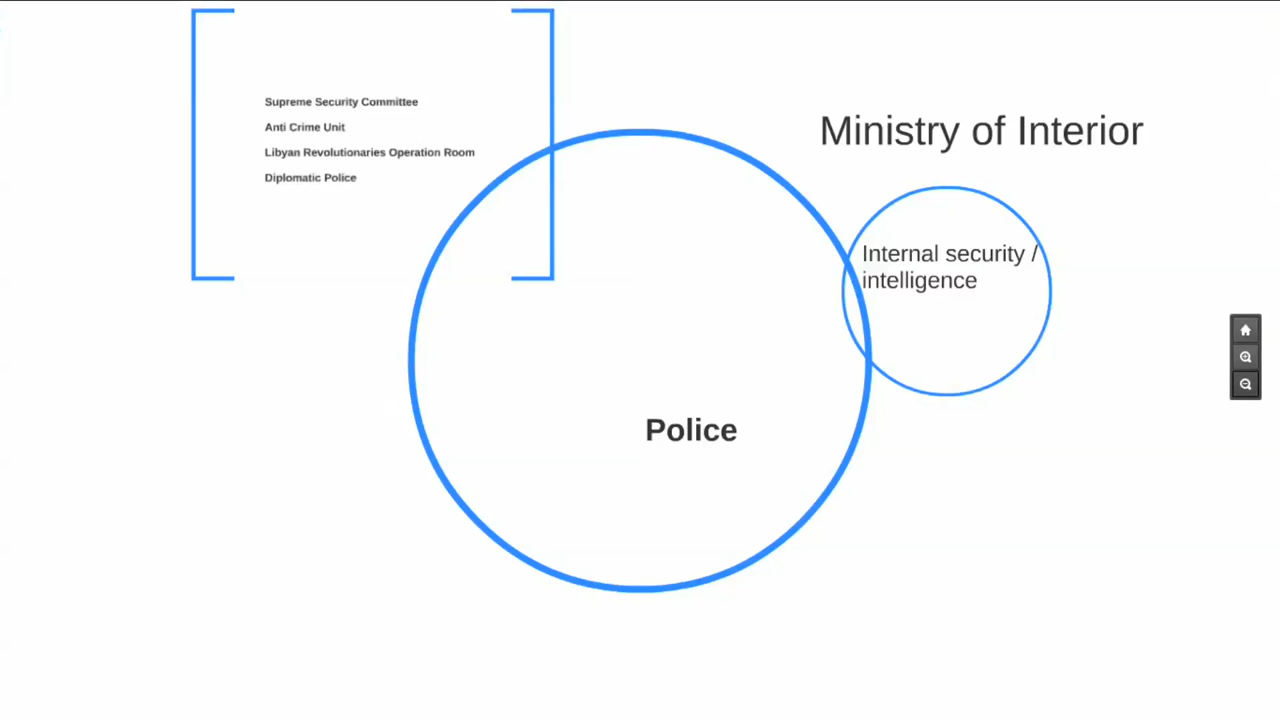 Supreme Security Committee
Anti Crime Unit
Libyan Revolutionaries Operation Room
Diplomatic Police
Ministry of Interior
Internal security /
intelligence
Police